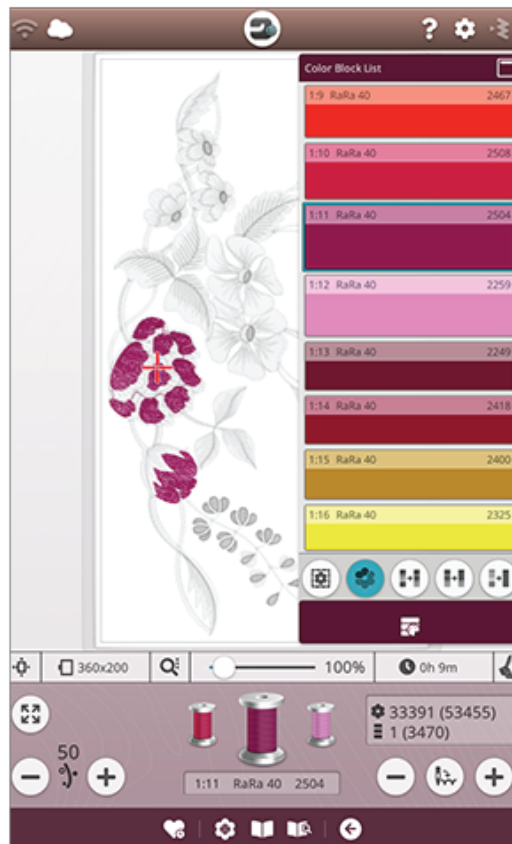 ?
Color Block List
1:9 RaRa 40 2467
1:10 RaRa 40 2508
1:11 RaRa 40 2504
1:12 RaRa 40 2259
1:13 RaRa 40 2249
1:14 RaRa 40 2418
1:15 RaRa 40 2400
1:16 RaRa 40 2325
360x200
100%
0h 9m
50
33391 (53455)
1 (3470)
1:11 RaRa 40 2504